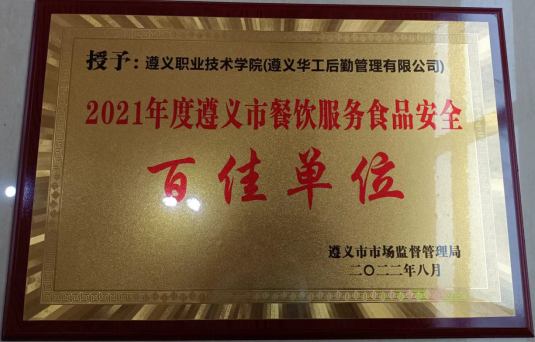 授予：遵义职业技术学院(遵义华工后勤管理有限公司)
2021年度遵义市餐饮服务食品安全
百佳单位
遵义市市场监督管理局
二〇二二年八月